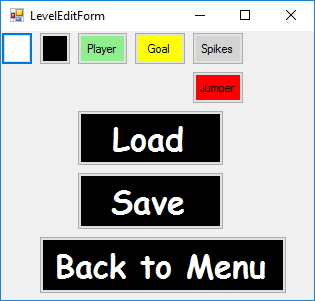 LevelEditForm
Player Goal Spikes
Jumper
Load
Save
Back to Menu